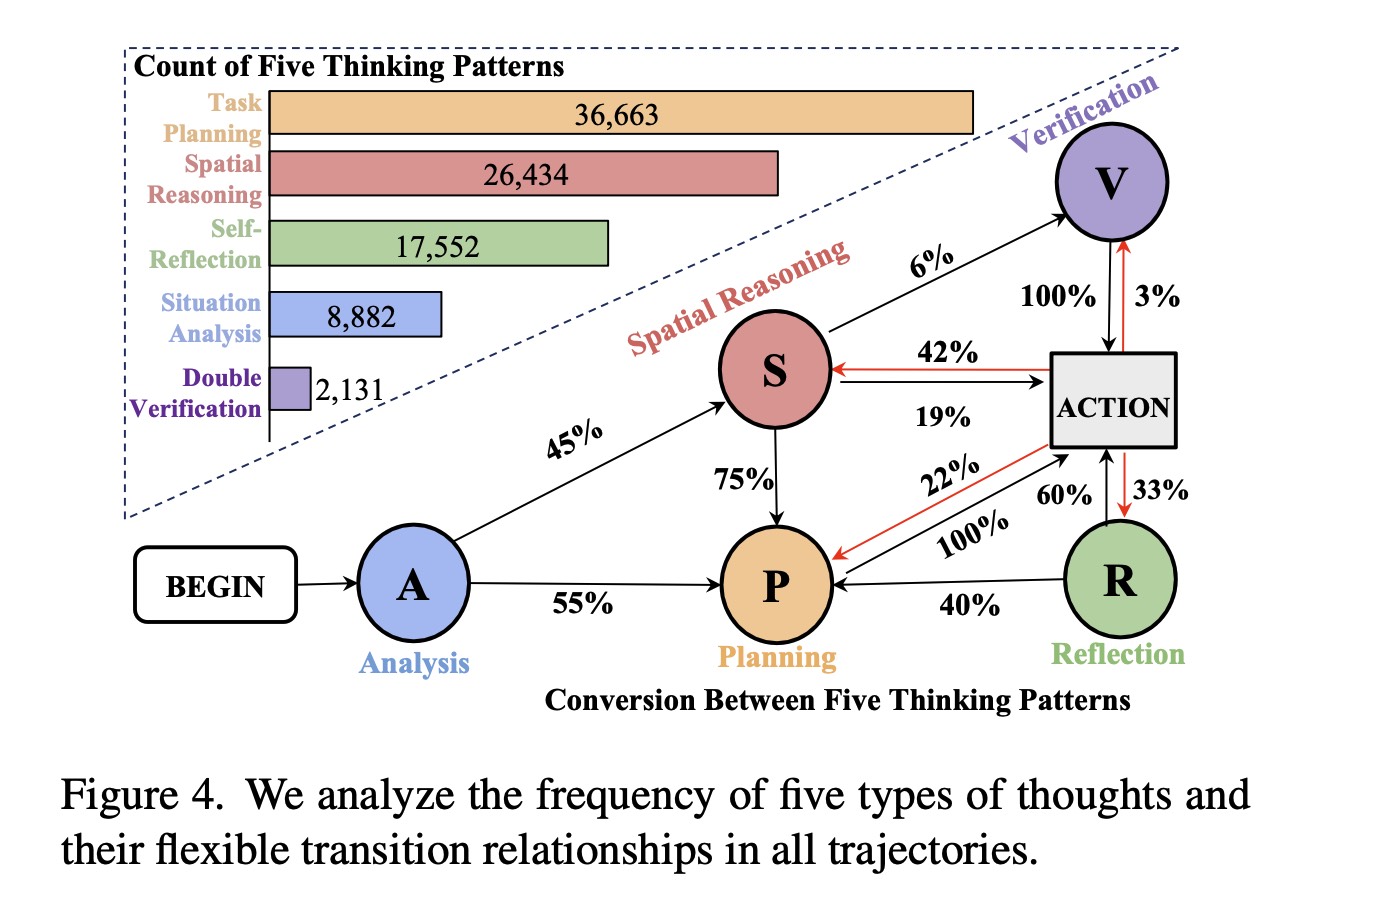 Count of Five Thinking Patterns
Task
Planning
36,663
Spatial
Reasoning
26,434
Self-
Reflection
17,552
Situation
Analysis
8,882
Double
Verification
2,131
Verification
V
6%
100%
3%
Spatial Reasoning
S
42%
19%
ACTION
45%
75%
22%
100%
60%
33%
BEGIN
A
55%
P
40%
R
Analysis
Planning
Reflection
Conversion Between Five Thinking Patterns
Figure 4. We analyze the frequency of five types of thoughts and
their flexible transition relationships in all trajectories.